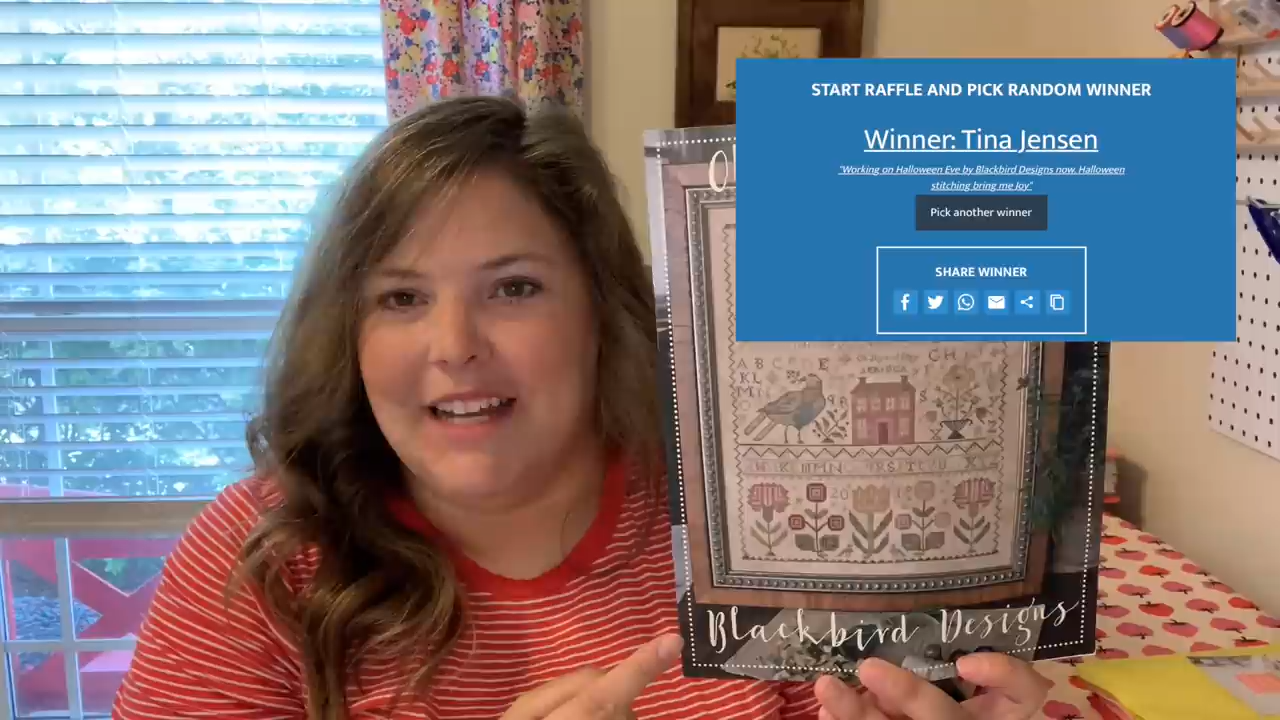 START RAFFLE AND PICK RANDOM WINNER
Winner: Tina Jensen
"Working on Halloween Eve by Blackbird Designs now. Halloween
stitching bring me Joy"
Pick another winner
SHARE WINNER
A B C
E
KL
Blackbird Designs